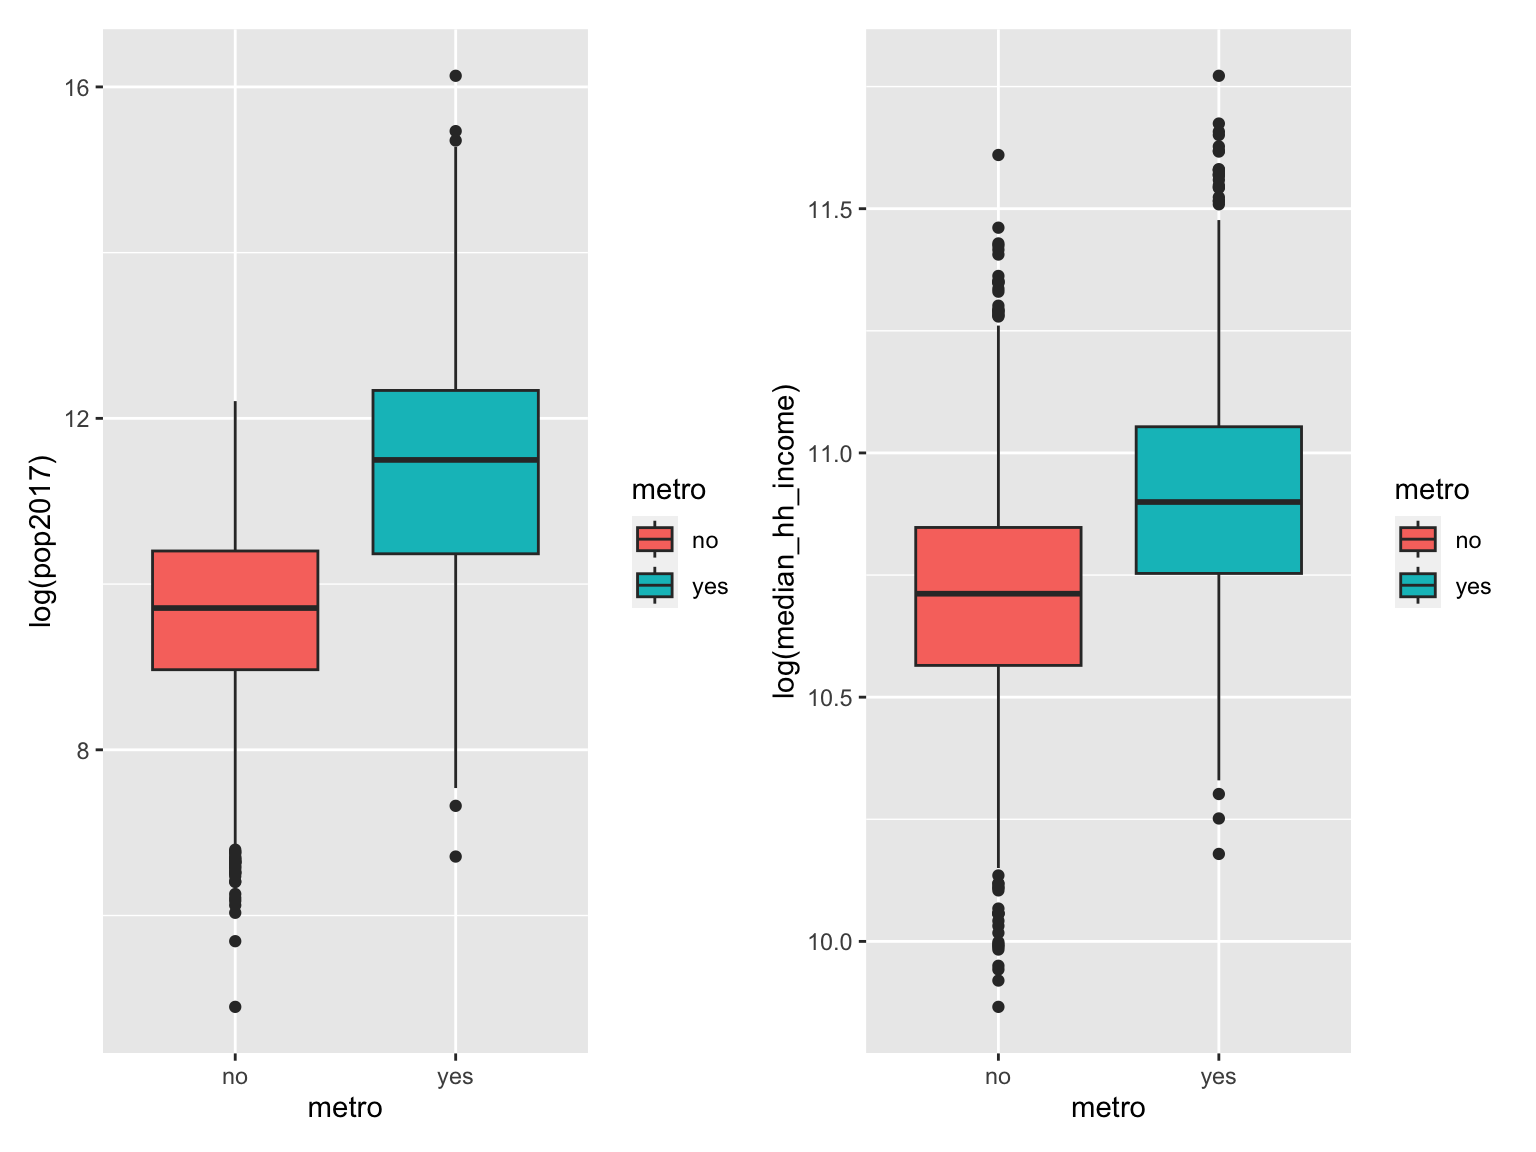 log(pop2017)
16
12
8
no
yes
metro
metro
no
yes
log(median_hh_income)
11.5
11.0
10.5
10.0
no
yes
metro
metro
no
yes